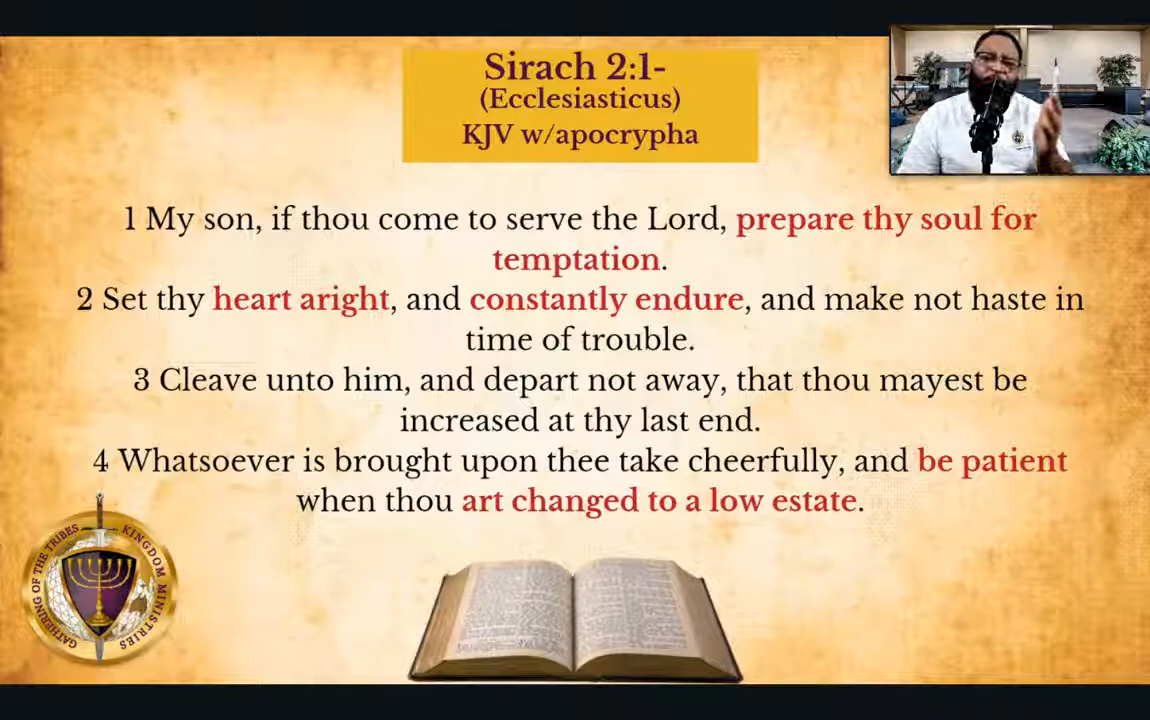 Sirach 2:1-
(Ecclesiasticus)
KJV w/apocrypha
1 My son, if thou come to serve the Lord, prepare thy soul for
temptation.
2 Set thy heart aright, and constantly endure, and make not haste in
time of trouble.
3 Cleave unto him, and depart not away, that thou mayest be
increased at thy last end.
4 Whatsoever is brought upon thee take cheerfully, and be patient
when thou art changed to a low estate.
GATHERING OF THE TRIBES
KINGDOM MINISTRIES